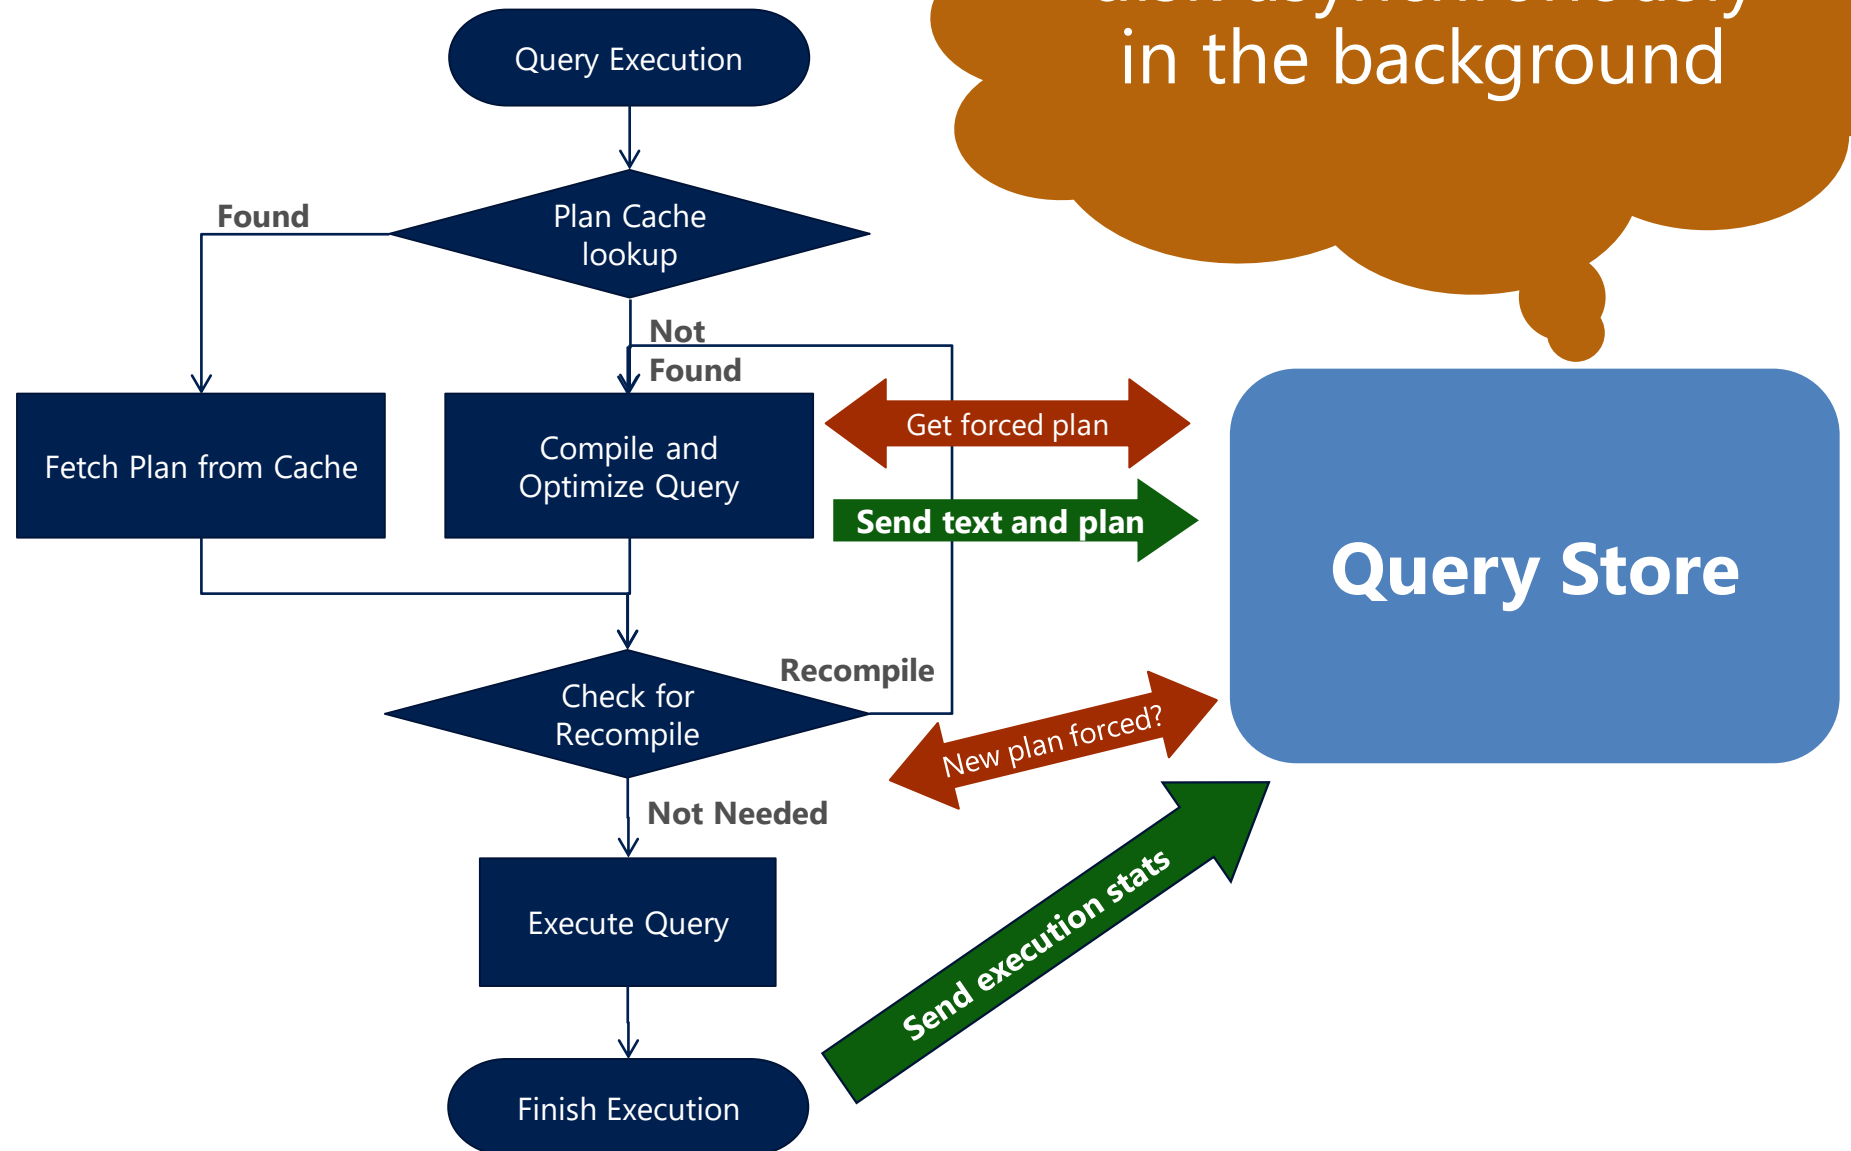 Query Execution
in the background
Found
Plan Cache
lookup
Not
Found
Fetch Plan from Cache
Compile and
Optimize Query
Get forced plan
Send text and plan
Query Store
Recompile
Check for
Recompile
New plan forced?
Not Needed
Execute Query
Send execution stats
Finish Execution